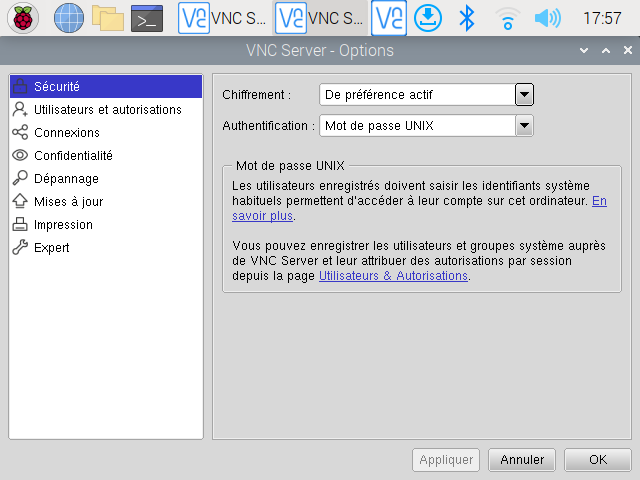 VNC S... VNC S... 17:57
VNC Server - Options
Sécurité
Utilisateurs et autorisations
Connexions
Confidentialité
Dépannage
Mises à jour
Impression
Expert
Chiffrement : De préférence actif
Authentification : Mot de passe UNIX
Mot de passe UNIX
Les utilisateurs enregistrés doivent saisir les identifiants système
habituels permettent d'accéder à leur compte sur cet ordinateur. En
savoir plus.
Vous pouvez enregistrer les utilisateurs et groupes système auprès
de VNC Server et leur attribuer des autorisations par session
depuis la page Utilisateurs & Autorisations.
Appliquer Annuler OK